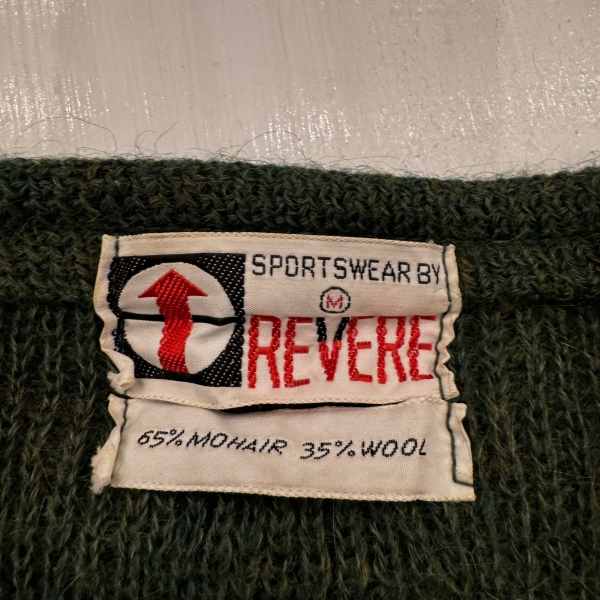 SPORTSWEAR BY
M
REVERE
65% MOHAIR 35% WOOL